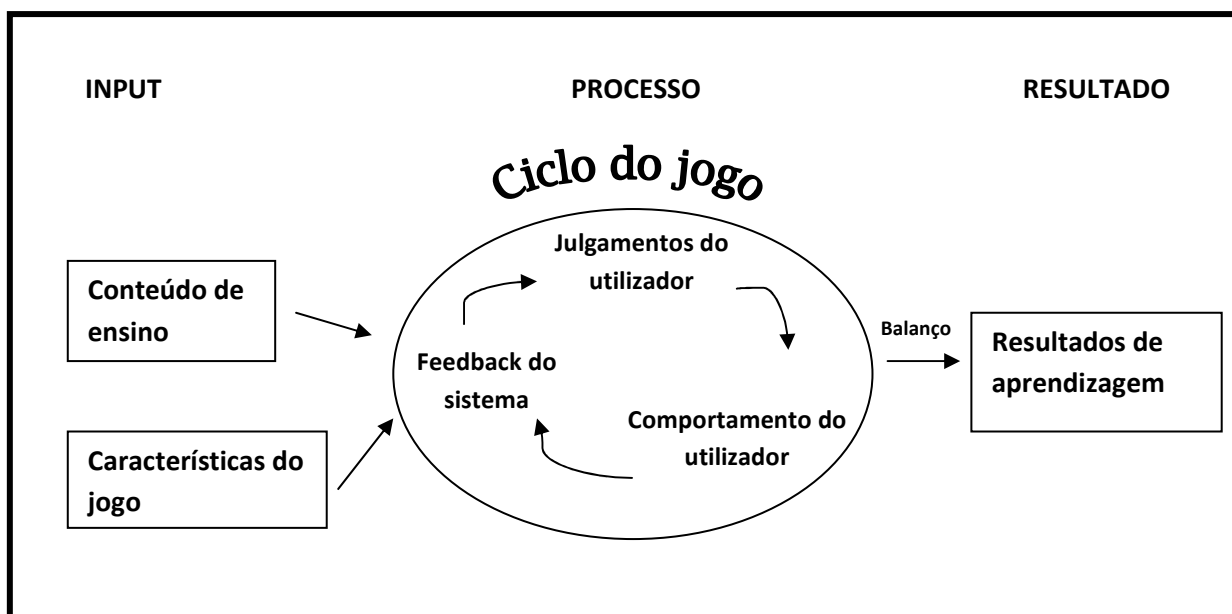 INPUT
PROCESSO
RESULTADO
Ciclo do jogo
Julgamentos do
utilizador
Conteúdo de
ensino
Feedback do
sistema
Comportamento do
utilizador
Características do
jogo
Balanço
Resultados de
aprendizagem